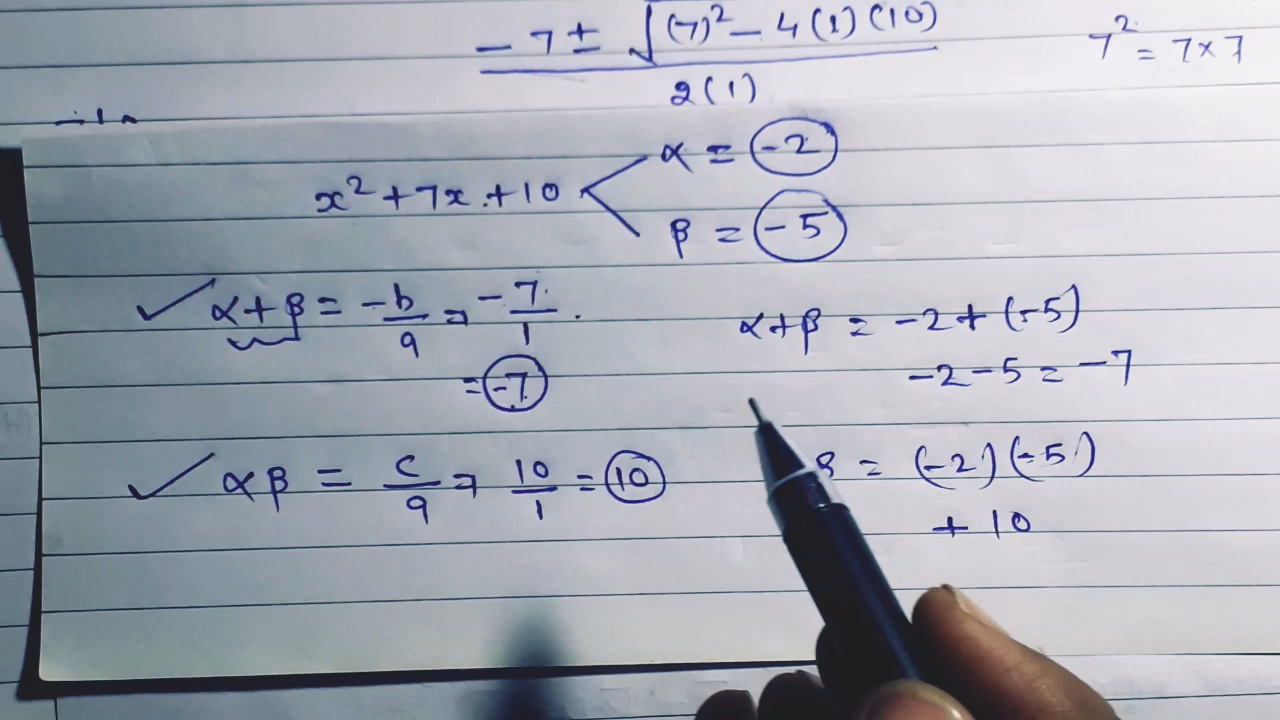 -7 ± √(7)² - 4(1)(10)
2(1)
7² = 7×7
x² + 7x + 10
α = -2
β = -5
α+β = -b/a = -7/1
= -7
α+β = -2+(-5)
-2-5 = -7
αβ = c/a = 10/1 = 10
β = (-2)(-5)
+10